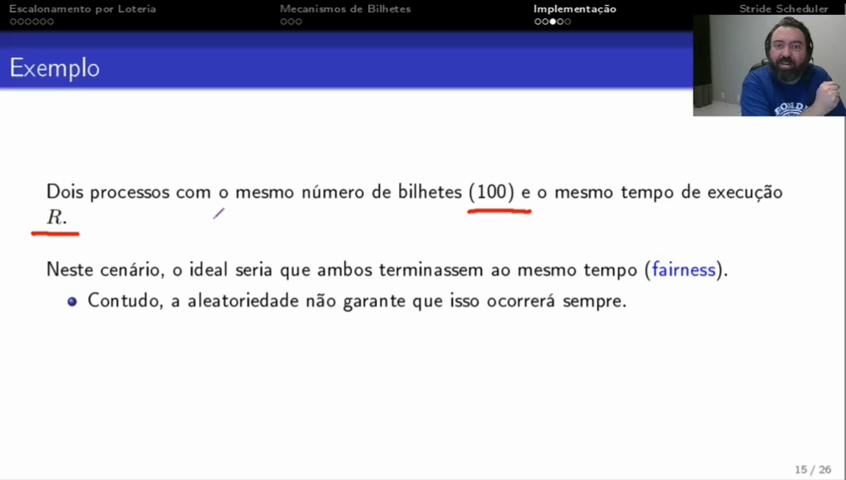 Escalonamento por Loteria
Mecanismos de Bilhetes
Implementação
Stride Scheduler
Exemplo
Dois processos com o mesmo número de bilhetes (100) e o mesmo tempo de execução
R.
Neste cenário, o ideal seria que ambos terminassem ao mesmo tempo (fairness).
Contudo, a aleatoriedade não garante que isso ocorrerá sempre.
15 / 26